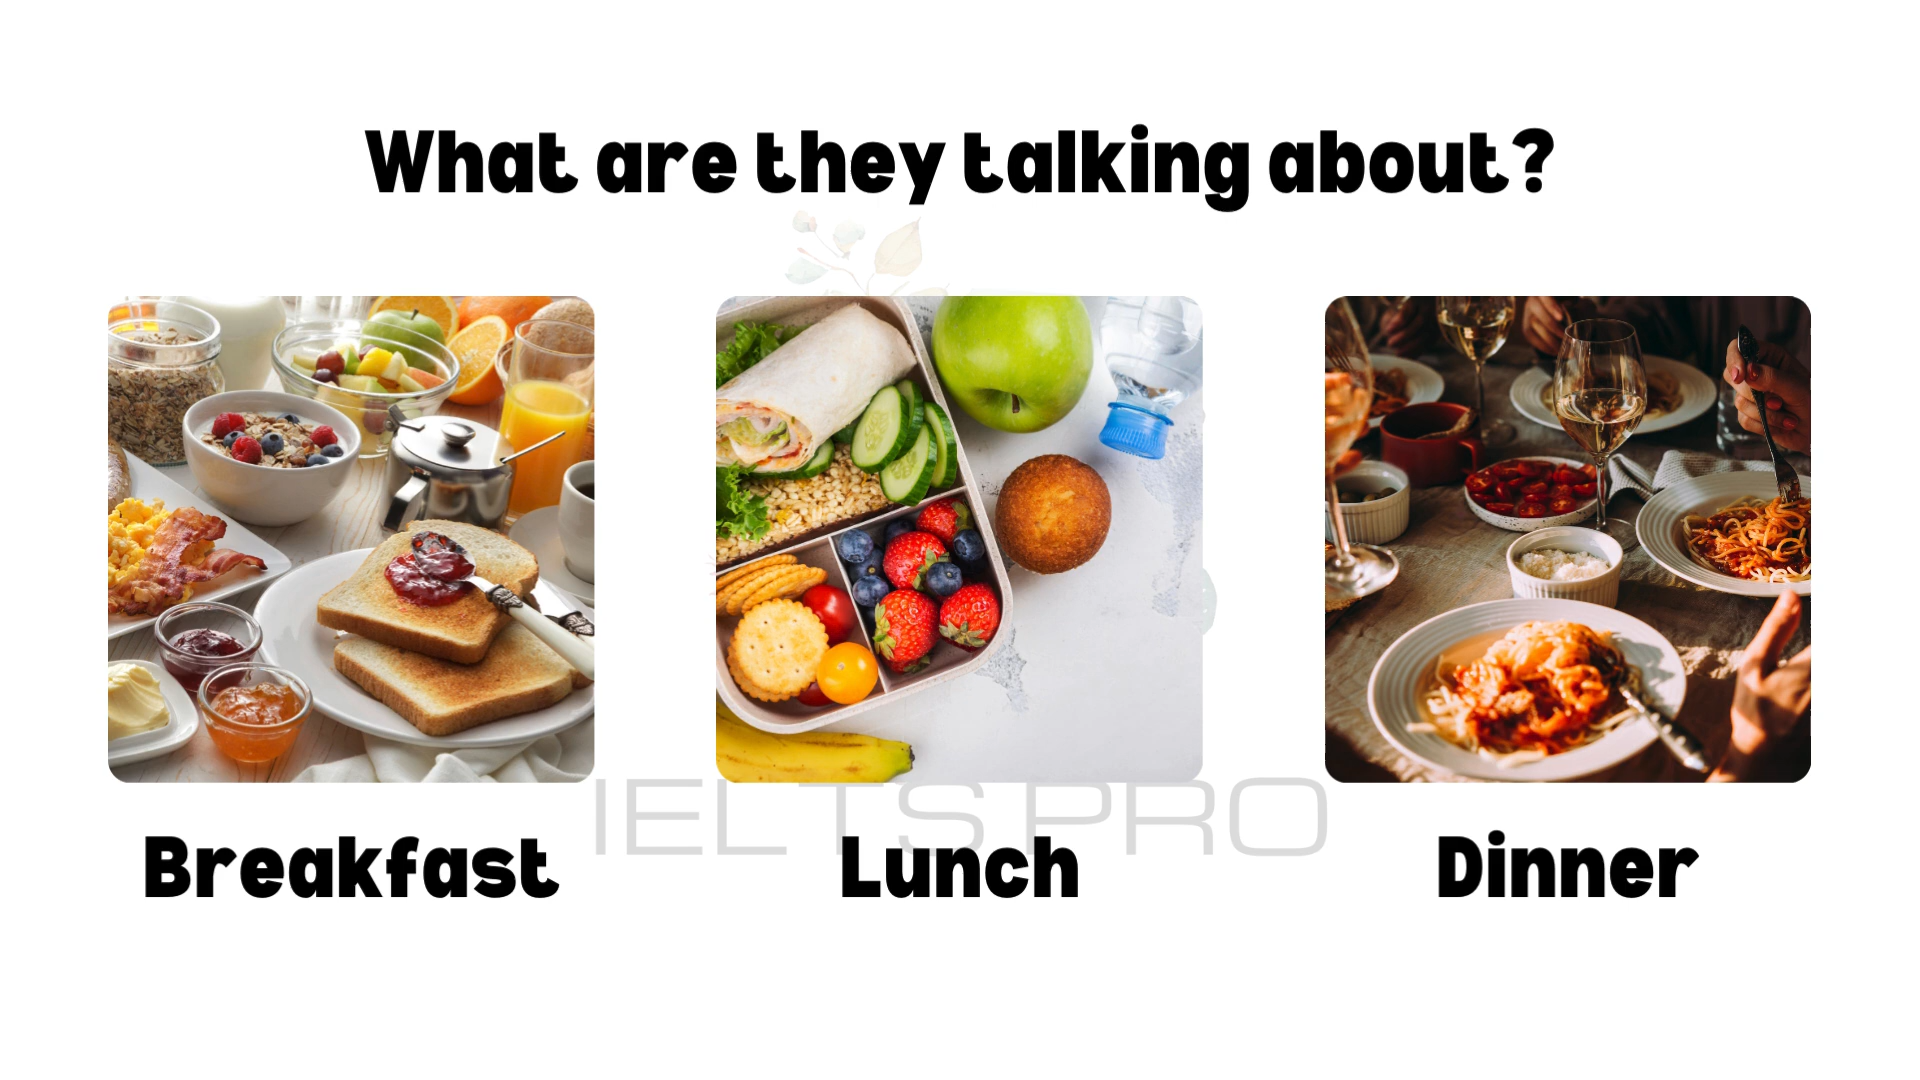 What are they talking about?
IELTS PRO
Breakfast
Lunch
Dinner